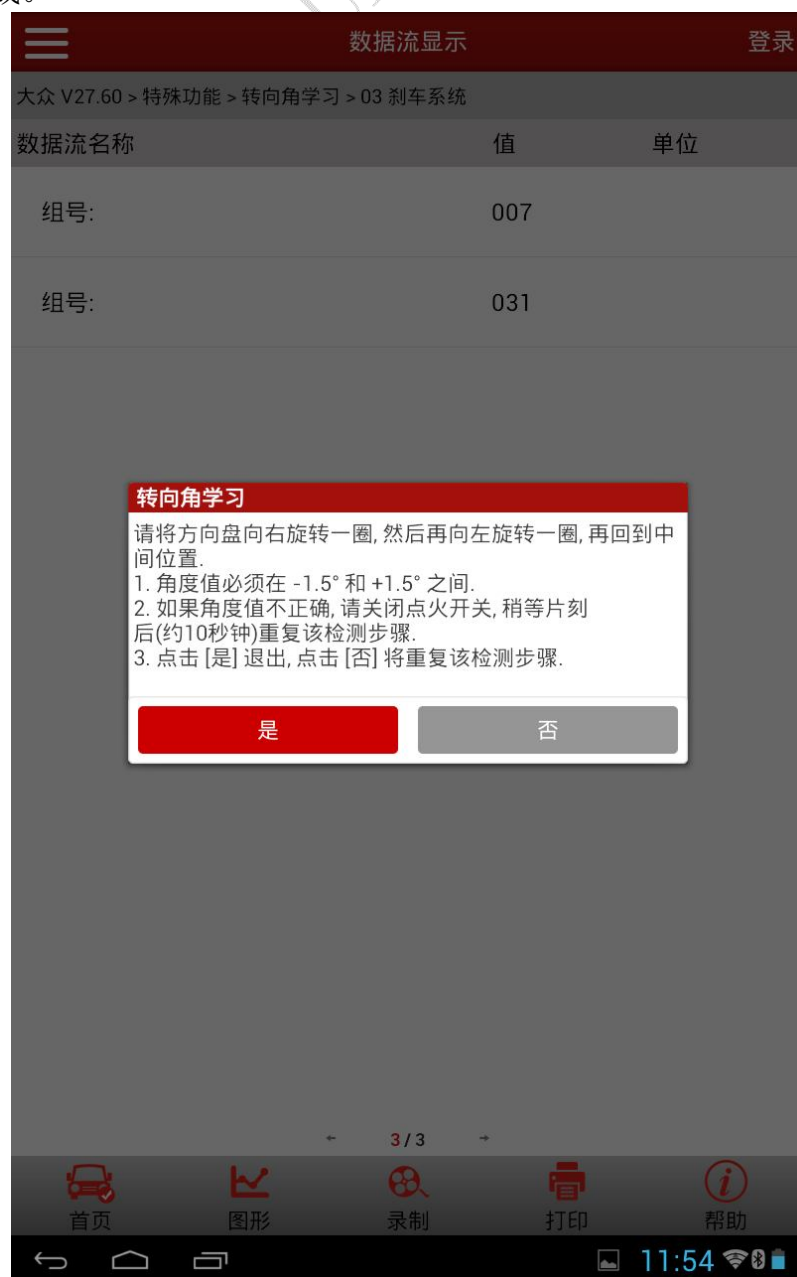 数据流显示 登录
大众 V27.60 > 特殊功能 > 转向角学习 > 03 刹车系统
数据流名称 值 单位
组号: 007
组号: 031
转向角学习
请将方向盘向右旋转一圈, 然后再向左旋转一圈, 再回到中
间位置.
1. 角度值必须在 -1.5° 和 +1.5° 之间.
2. 如果角度值不正确, 请关闭点火开关, 稍等片刻
后(约10秒钟)重复该检测步骤.
3. 点击 [是] 退出, 点击 [否] 将重复该检测步骤.
是 否
3 / 3
首页 图形 录制 打印 帮助
11:54